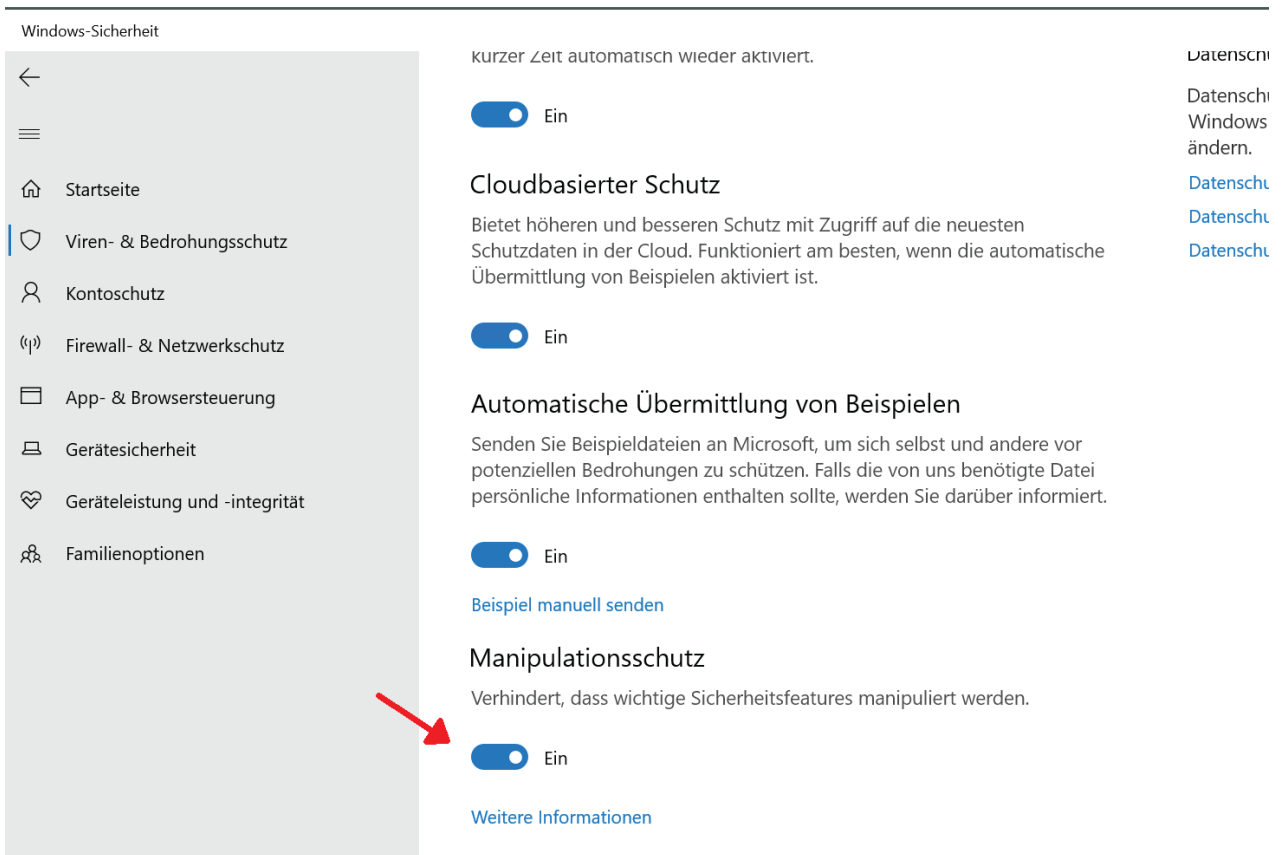 Windows-Sicherheit
Startseite
Viren- & Bedrohungsschutz
Kontoschutz
Firewall- & Netzwerkschutz
App- & Browsersteuerung
Gerätesicherheit
Geräteleistung und -integrität
Familienoptionen
kurzer Zeit automatisch wieder aktiviert.
Ein
Cloudbasierter Schutz
Bietet höheren und besseren Schutz mit Zugriff auf die neuesten
Schutzdaten in der Cloud. Funktioniert am besten, wenn die automatische
Übermittlung von Beispielen aktiviert ist.
Ein
Automatische Übermittlung von Beispielen
Senden Sie Beispieldateien an Microsoft, um sich selbst und andere vor
potenziellen Bedrohungen zu schützen. Falls die von uns benötigte Datei
persönliche Informationen enthalten sollte, werden Sie darüber informiert.
Ein
Beispiel manuell senden
Manipulationsschutz
Verhindert, dass wichtige Sicherheitsfeatures manipuliert werden.
Ein
Weitere Informationen
Datenschu
Datenschu
Windows
ändern.
Datenschu
Datenschu
Datenschu